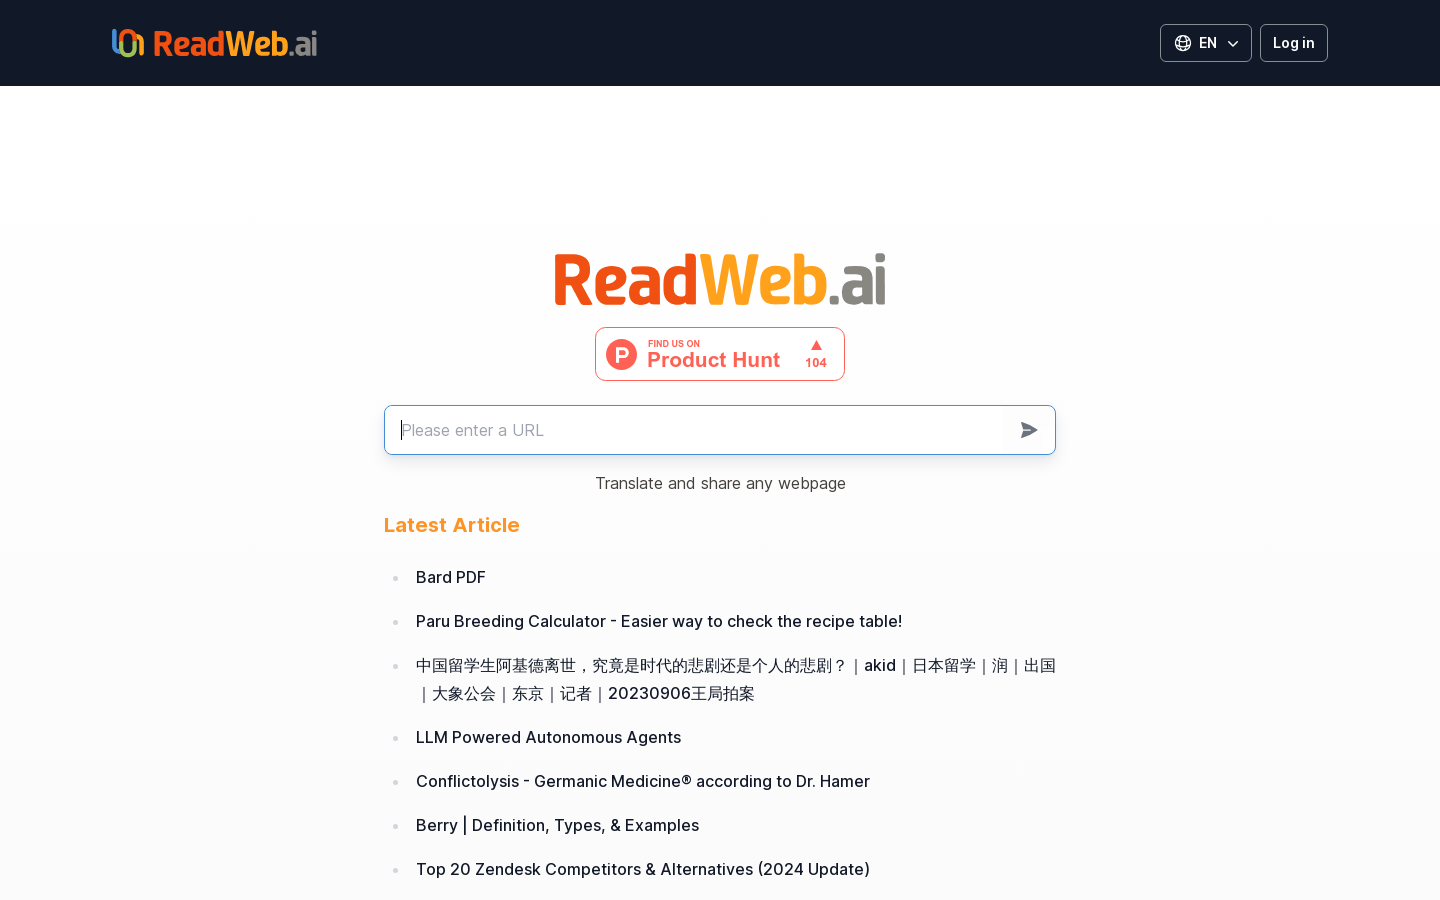 ReadWeb.ai
EN
Log in
ReadWeb.ai
FIND US ON
Product Hunt
104
Please enter a URL
Translate and share any webpage
Latest Article
Bard PDF
Paru Breeding Calculator - Easier way to check the recipe table!
中国留学生阿基德离世，究竟是时代的悲剧还是个人的悲剧？｜akid｜日本留学｜润｜出国
｜大象公会｜东京｜记者｜20230906王局拍案
LLM Powered Autonomous Agents
Conflictolysis - Germanic Medicine® according to Dr. Hamer
Berry | Definition, Types, & Examples
Top 20 Zendesk Competitors & Alternatives (2024 Update)